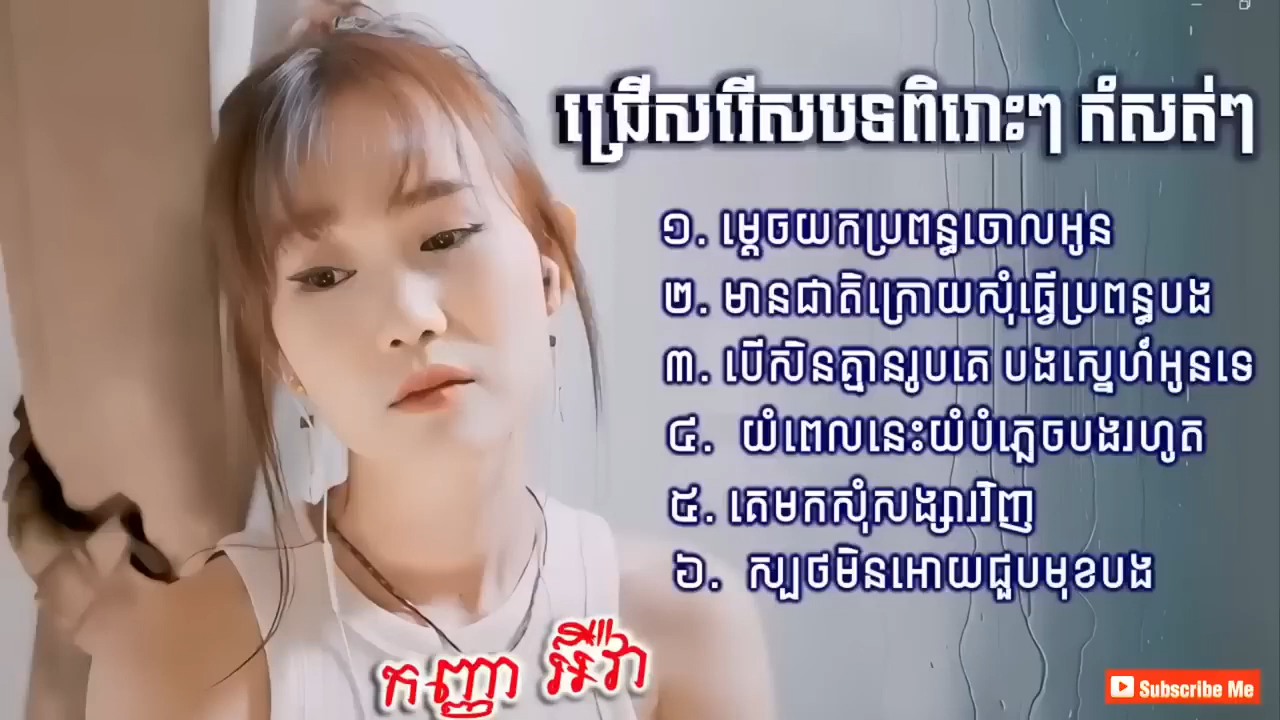 ជ្រើសរើសបទពិរោះៗ កំសត់ៗ
១. ម្ដេចយកប្រពន្ធចោលអូន
២. មានជាតិក្រោយសុំធ្វើប្រពន្ធបង
៣. បើសិនគ្មានរូបគេ បងស្នេហ៍អូនទេ
៤. យំពេលនេះយំបំភ្លេចបងរហូត
៥. គេមកសុំសង្សារវិញ
៦. ស្បថមិនអោយជួបមុខបង
កញ្ញា អ៊ីវ៉ា
Subscribe Me